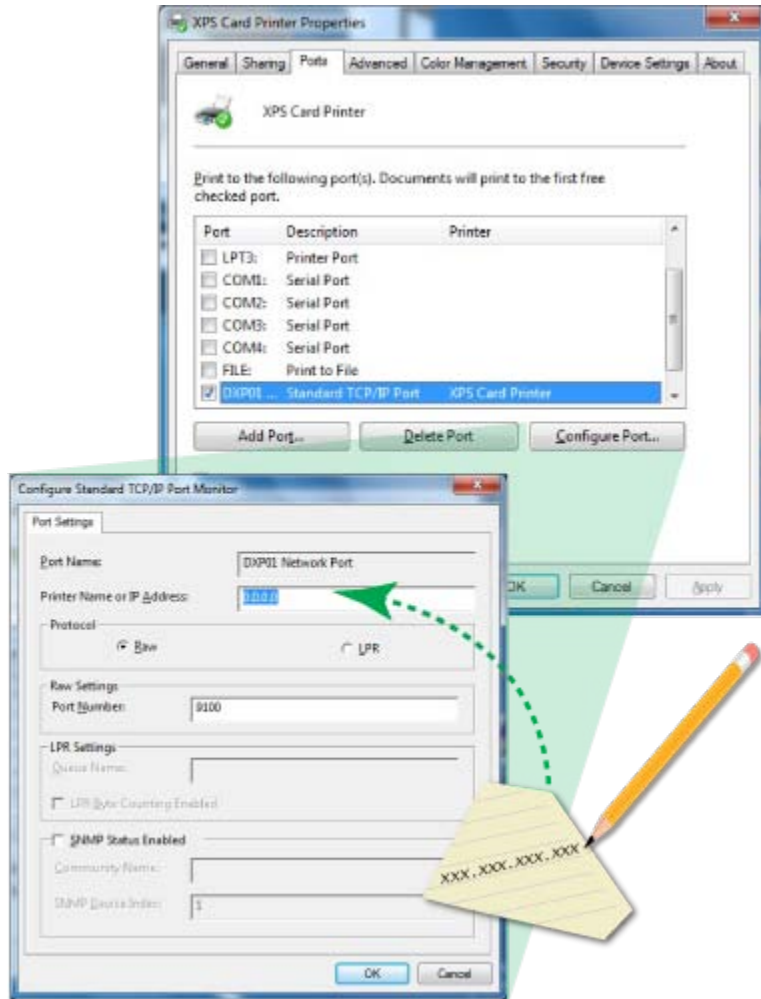 XPS Card Printer Properties
General Sharing Ports Advanced Color Management Security Device Settings About
XPS Card Printer
Print to the following port(s). Documents will print to the first free
checked port.
Port Description Printer
LPT3: Printer Port
COM1: Serial Port
COM2: Serial Port
COM3: Serial Port
COM4: Serial Port
FILE: Print to File
DXP01 ... Standard TCP/IP Port XPS Card Printer
Add Port... Delete Port Configure Port...
OK Cancel Apply
Configure Standard TCP/IP Port Monitor
Port Settings
Port Name: DXP01 Network Port
Printer Name or IP Address: 0.0.0.0
Protocol
Raw LPR
Raw Settings
Port Number: 9100
LPR Settings
Queue Name:
LPR Byte Counting Enabled
SNMP Status Enabled
Community Name:
SNMP Device Index: 1
OK Cancel
xxx.xxx.xxx.xxx